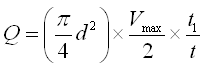 Q = (π/4 d²) × V_max/2 × t₁/t